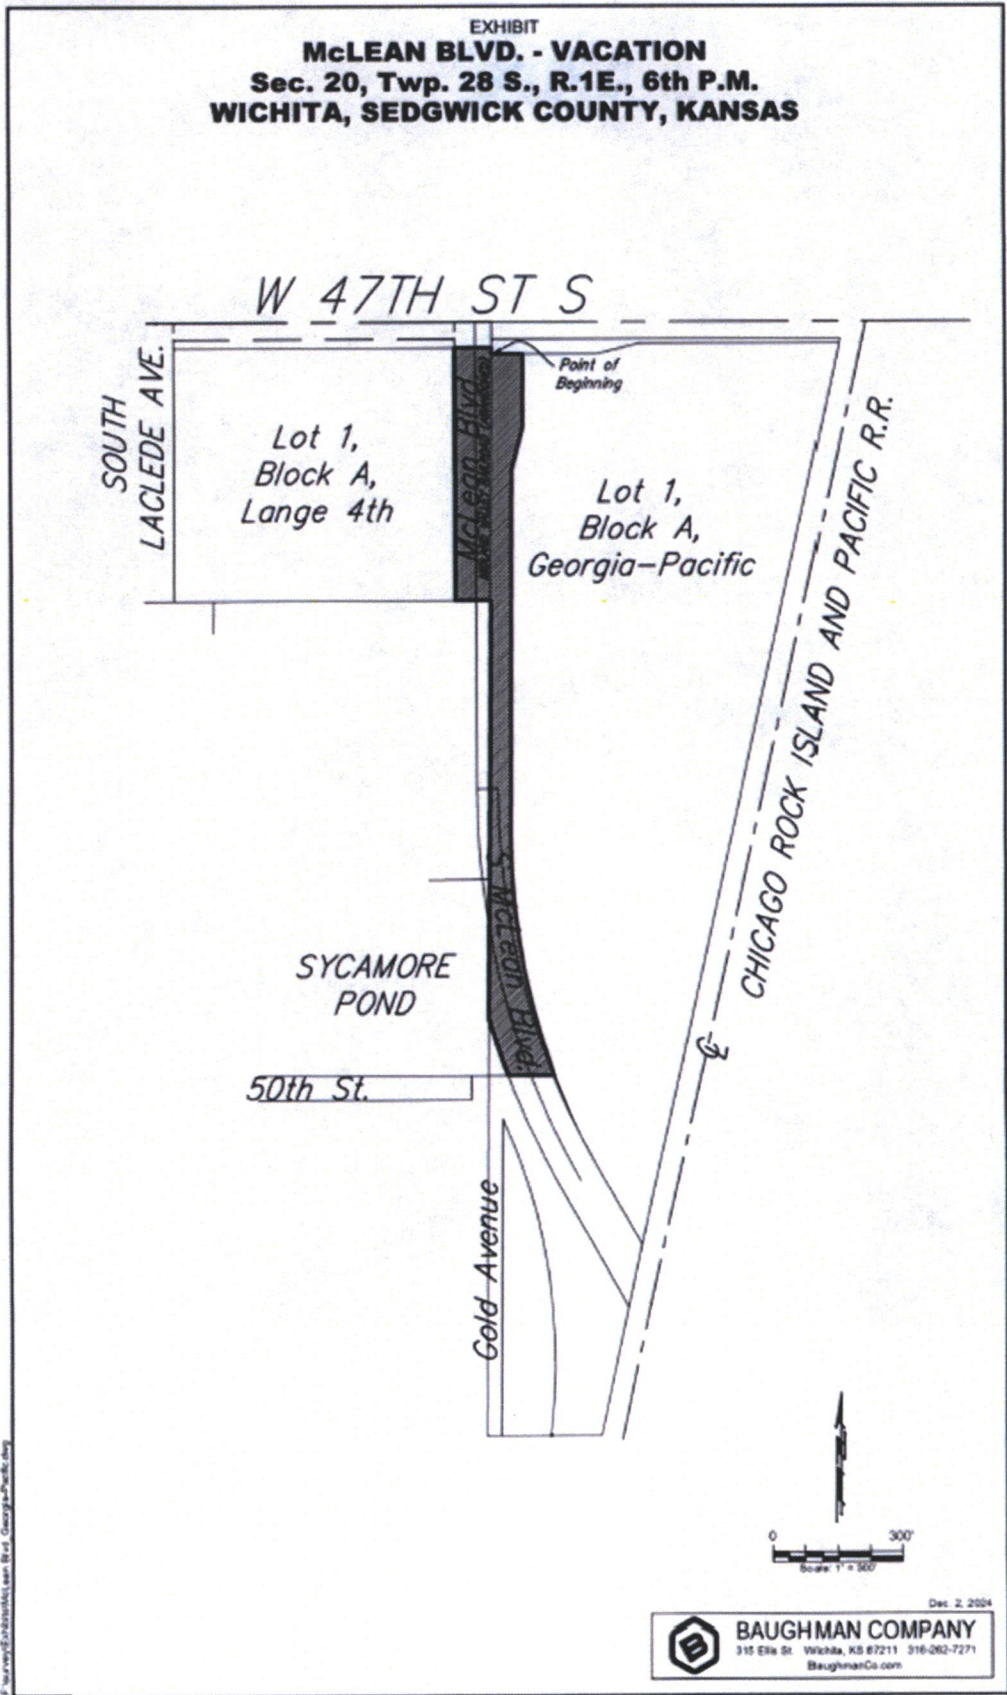 EXHIBIT
McLEAN BLVD. - VACATION
Sec. 20, Twp. 28 S., R.1E., 6th P.M.
WICHITA, SEDGWICK COUNTY, KANSAS
W 47TH ST S
SOUTH
LACLEDE AVE.
Point of
Beginning
McLean Blvd
Lot 1,
Block A,
Lange 4th
Lot 1,
Block A,
Georgia-Pacific
CHICAGO ROCK ISLAND AND PACIFIC R.R.
S McLean Blvd.
SYCAMORE
POND
50th St.
Gold Avenue
0 300'
Scale: 1" = 300'
Dec. 2, 2024
B
BAUGHMAN COMPANY
315 Ellis St. Wichita, KS 67211 316-262-7271
BaughmanCo.com